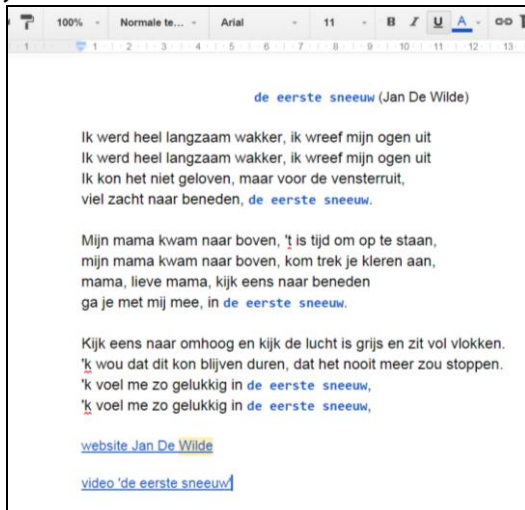 100% Normale te... Arial 11 B I U A
1 1 2 3 4 5 6 7 8 9 10 11 12 13
de eerste sneeuw (Jan De Wilde)
Ik werd heel langzaam wakker, ik wreef mijn ogen uit
Ik werd heel langzaam wakker, ik wreef mijn ogen uit
Ik kon het niet geloven, maar voor de vensterruit,
viel zacht naar beneden, de eerste sneeuw.
Mijn mama kwam naar boven, 't is tijd om op te staan,
mijn mama kwam naar boven, kom trek je kleren aan,
mama, lieve mama, kijk eens naar beneden
ga je met mij mee, in de eerste sneeuw.
Kijk eens naar omhoog en kijk de lucht is grijs en zit vol vlokken.
'k wou dat dit kon blijven duren, dat het nooit meer zou stoppen.
'k voel me zo gelukkig in de eerste sneeuw,
'k voel me zo gelukkig in de eerste sneeuw,
website Jan De Wilde
video 'de eerste sneeuw'